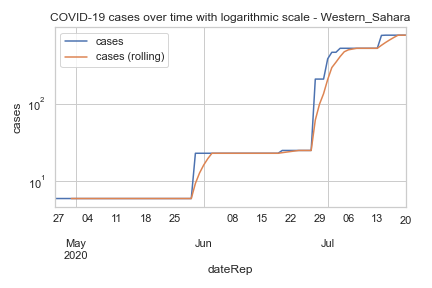 COVID-19 cases over time with logarithmic scale - Western_Sahara
cases
cases (rolling)
cases
10²
10¹
27 04 11 18 25 08 15 22 29 06 13 20
May Jun Jul
2020
dateRep